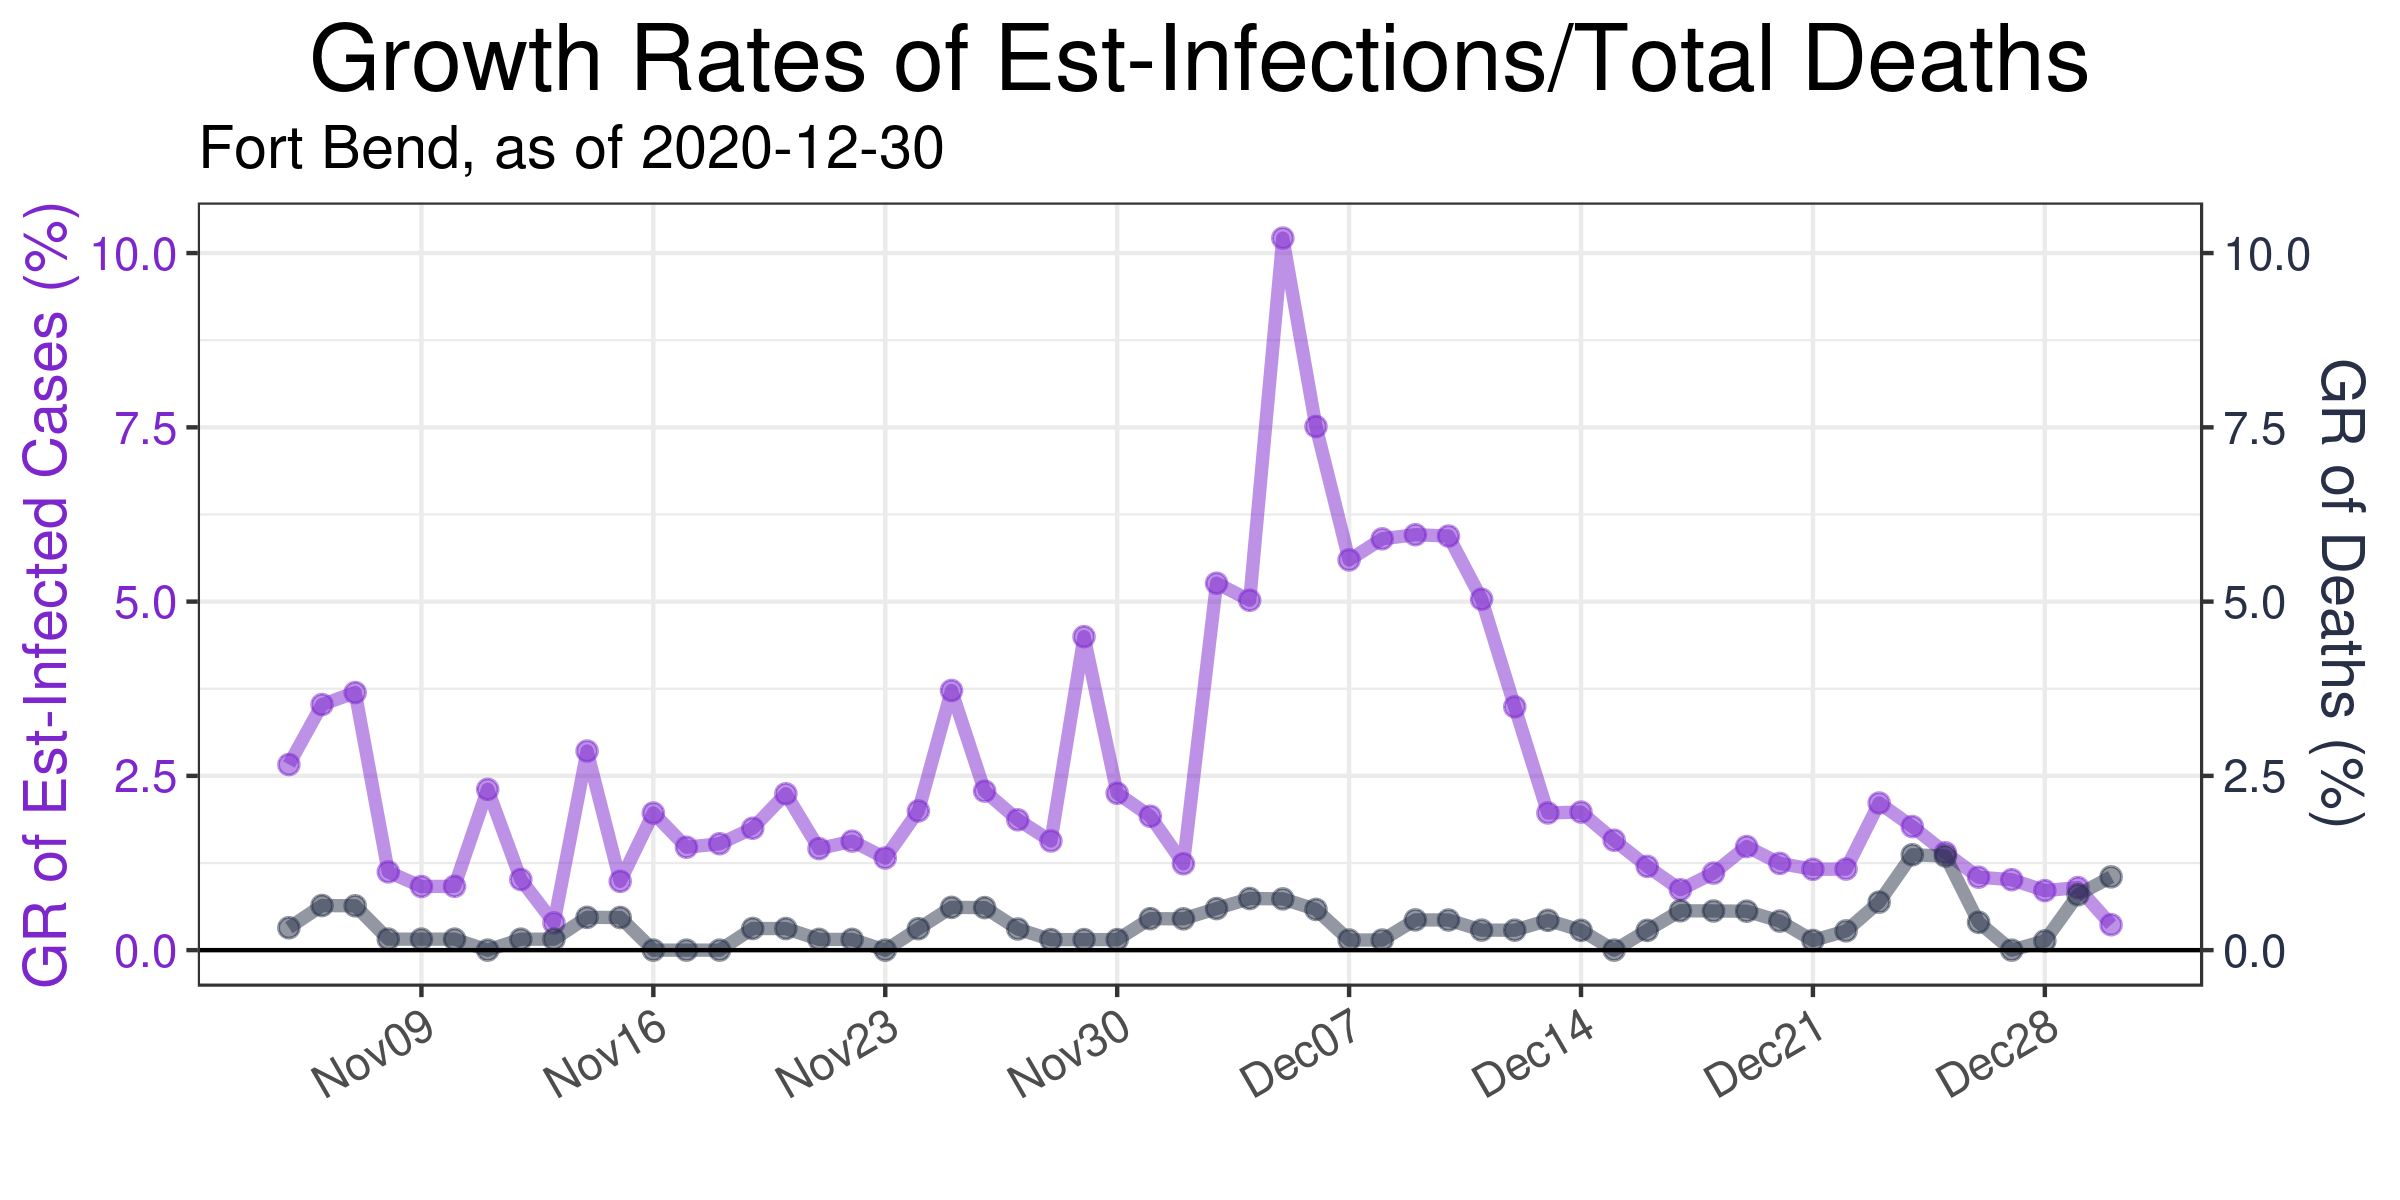 Growth Rates of Est-Infections/Total Deaths
Fort Bend, as of 2020-12-30
GR of Est-Infected Cases (%)
10.0
7.5
5.0
2.5
0.0
10.0
7.5
5.0
2.5
0.0
GR of Deaths (%)
Nov09
Nov16
Nov23
Nov30
Dec07
Dec14
Dec21
Dec28